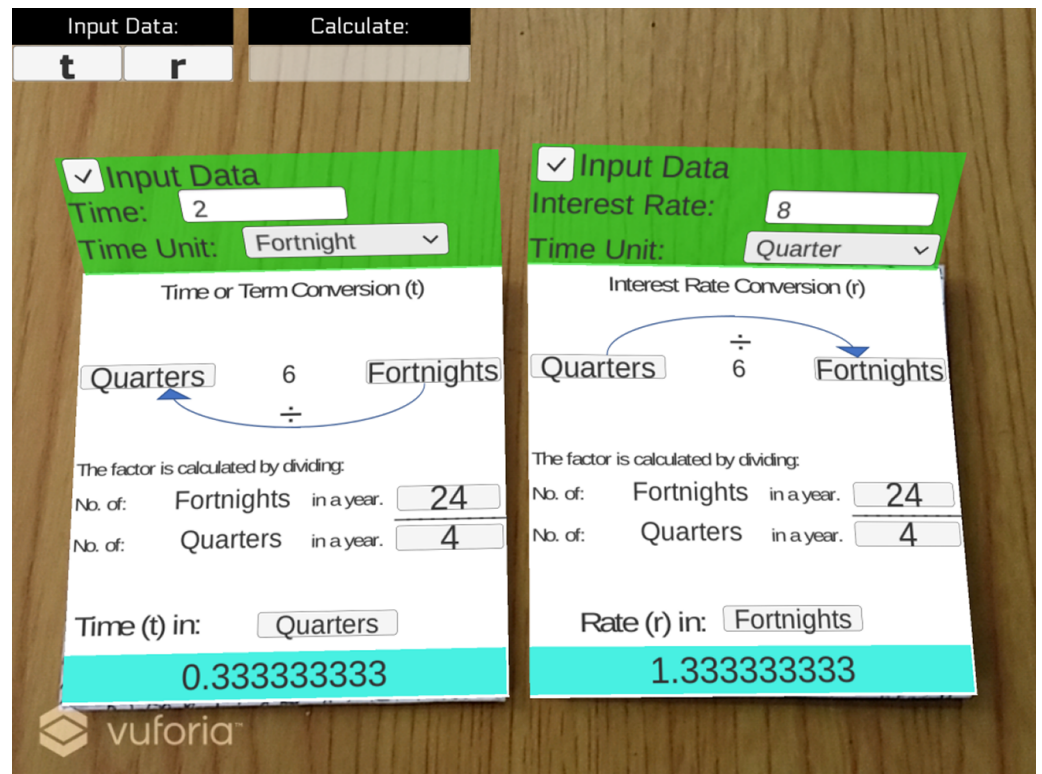 Input Data:
Calculate:
t
r
Input Data
Time: 2
Time Unit: Fortnight
Time or Term Conversion (t)
Quarters 6 Fortnights
÷
The factor is calculated by dividing:
No. of: Fortnights in a year. 24
No. of: Quarters in a year. 4
Time (t) in: Quarters
0.333333333
Input Data
Interest Rate: 8
Time Unit: Quarter
Interest Rate Conversion (r)
÷
Quarters 6 Fortnights
The factor is calculated by dividing:
No. of: Fortnights in a year. 24
No. of: Quarters in a year. 4
Rate (r) in: Fortnights
1.333333333
vuforia™